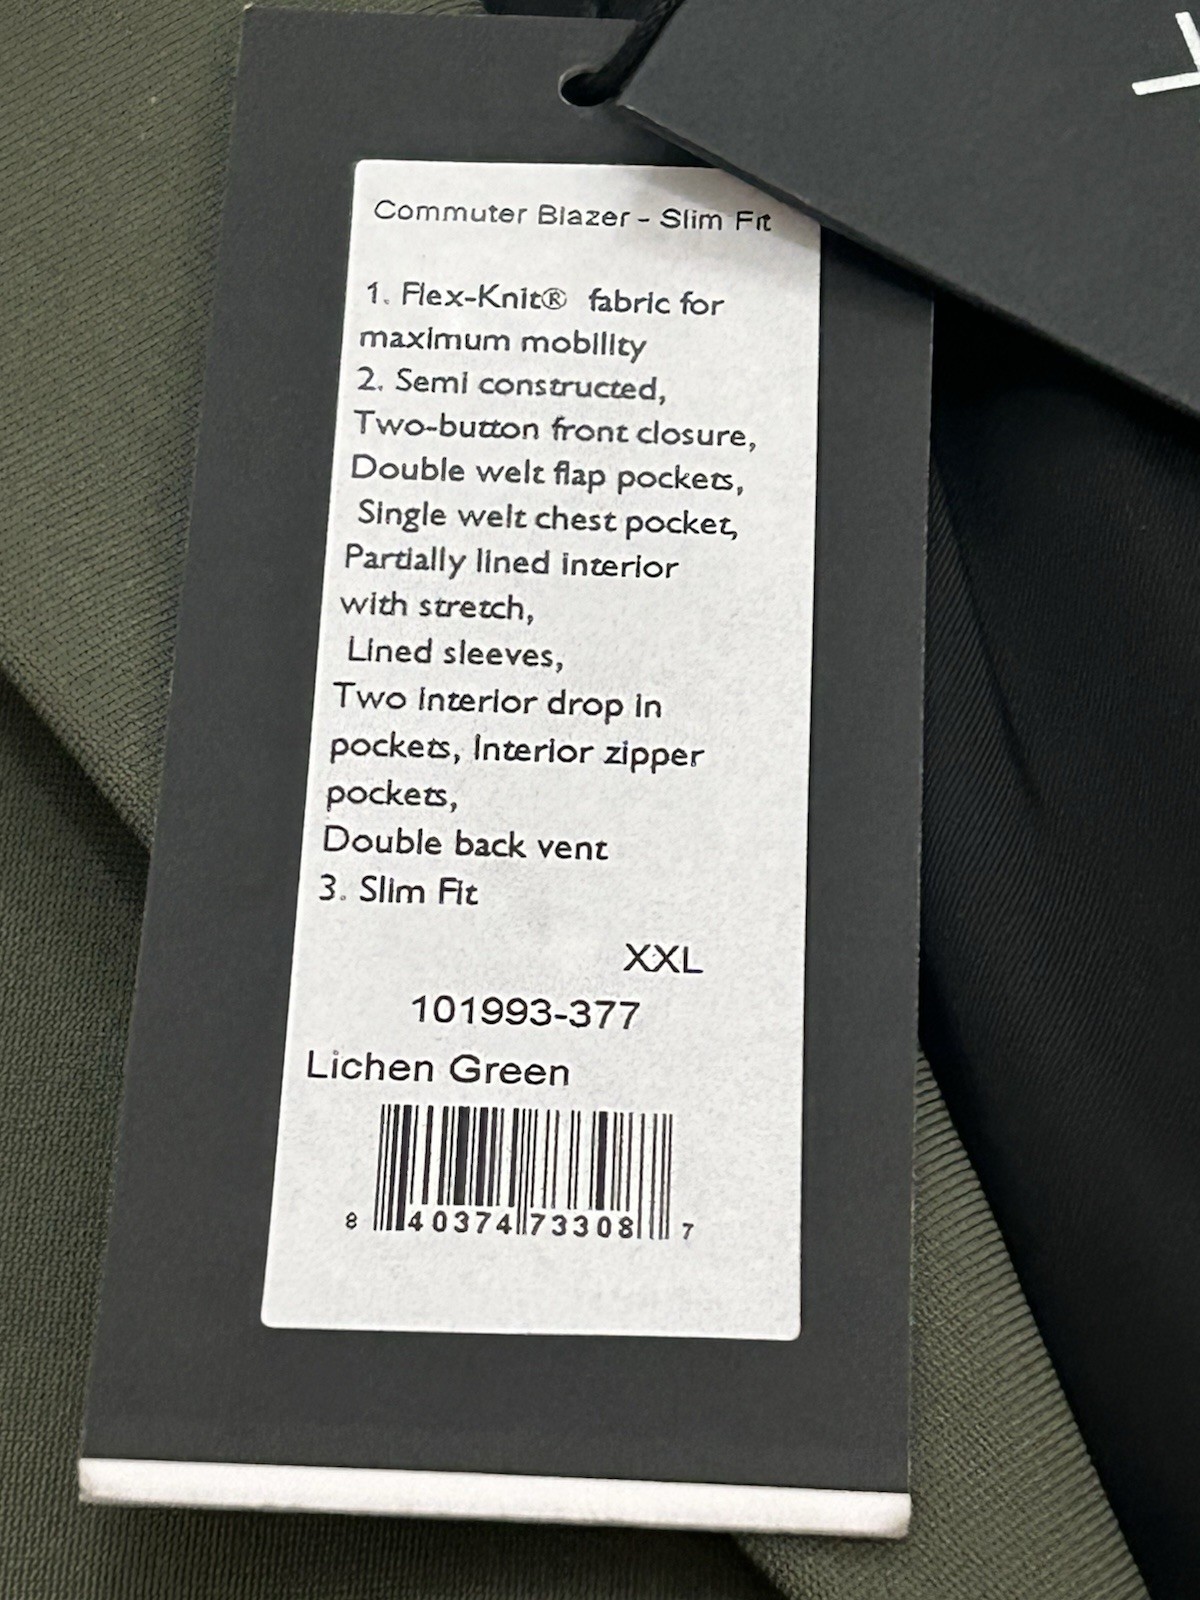 Commuter Blazer - Slim Fit
1. Flex-Knit® fabric for
maximum mobility
2. Semi constructed,
Two-button front closure,
Double welt flap pockets,
Single welt chest pocket,
Partially lined interior
with stretch,
Lined sleeves,
Two interior drop in
pockets, Interior zipper
pockets,
Double back vent
3. Slim Fit
XXL
101993-377
Lichen Green
8 40374 73308 7